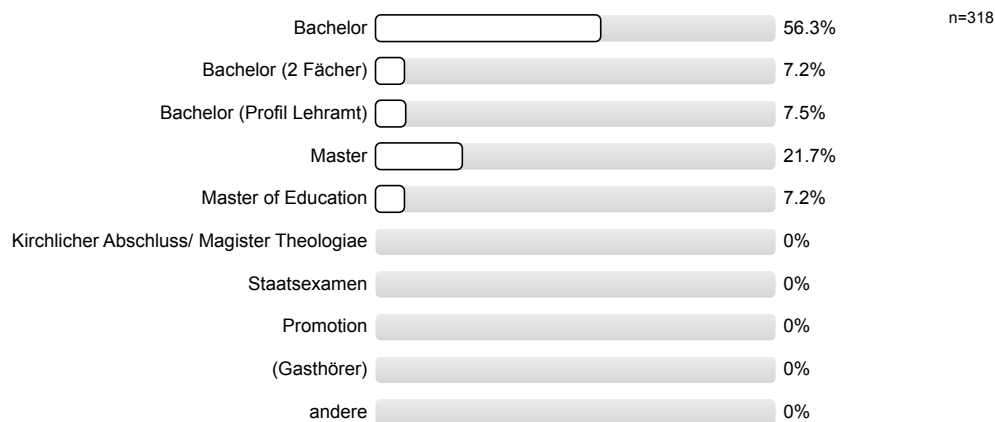 n=318
Bachelor 56.3%
Bachelor (2 Fächer) 7.2%
Bachelor (Profil Lehramt) 7.5%
Master 21.7%
Master of Education 7.2%
Kirchlicher Abschluss/ Magister Theologiae 0%
Staatsexamen 0%
Promotion 0%
(Gasthörer) 0%
andere 0%